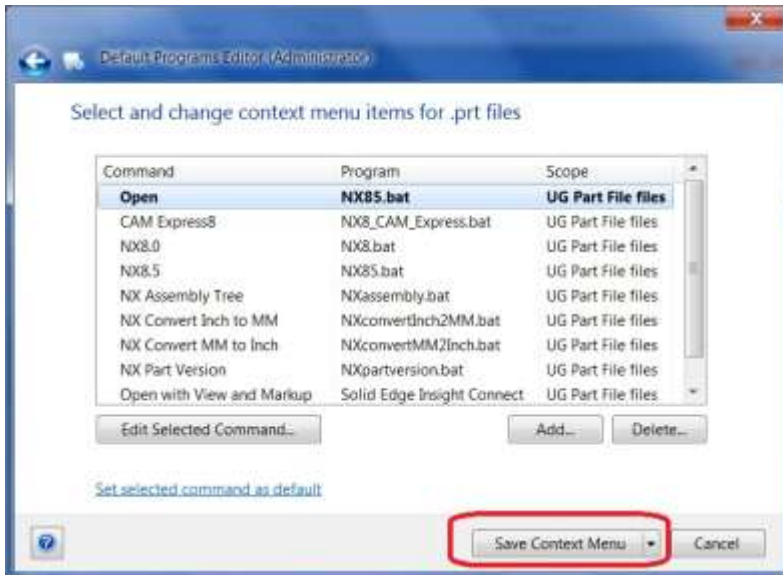 Default Programs Editor (Administrator)
Select and change context menu items for .prt files
Command Program Scope
Open NX85.bat UG Part File files
CAM Express8 NX8_CAM_Express.bat UG Part File files
NX8.0 NX8.bat UG Part File files
NX8.5 NX85.bat UG Part File files
NX Assembly Tree NXassembly.bat UG Part File files
NX Convert Inch to MM NXconvertInch2MM.bat UG Part File files
NX Convert MM to Inch NXconvertMM2Inch.bat UG Part File files
NX Part Version NXpartversion.bat UG Part File files
Open with View and Markup Solid Edge Insight Connect UG Part File files
Edit Selected Command... Add... Delete...
Set selected command as default
Save Context Menu Cancel